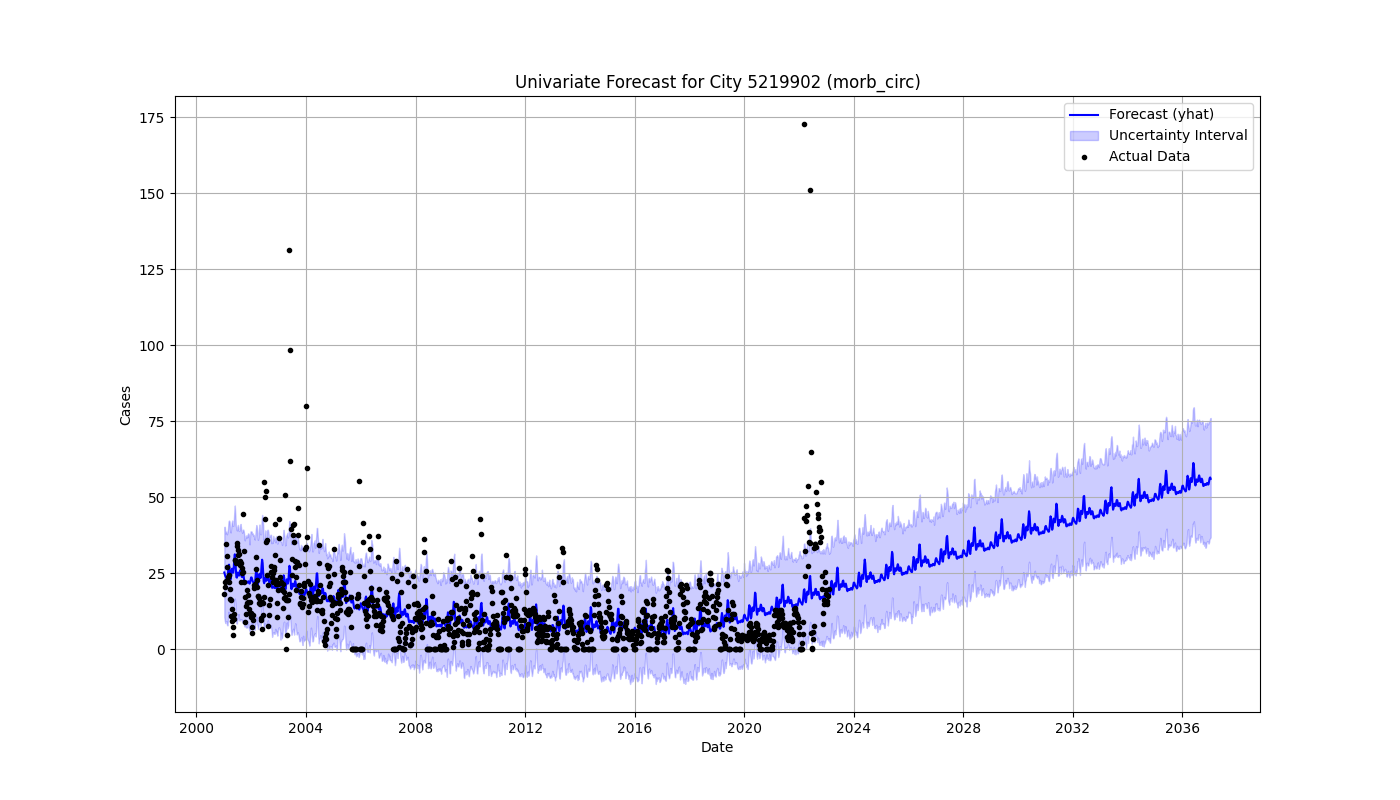 Univariate Forecast for City 5219902 (morb_circ)
Forecast (yhat)
Uncertainty Interval
Actual Data
175
150
125
100
75
50
25
0
Cases
2000 2004 2008 2012 2016 2020 2024 2028 2032 2036
Date